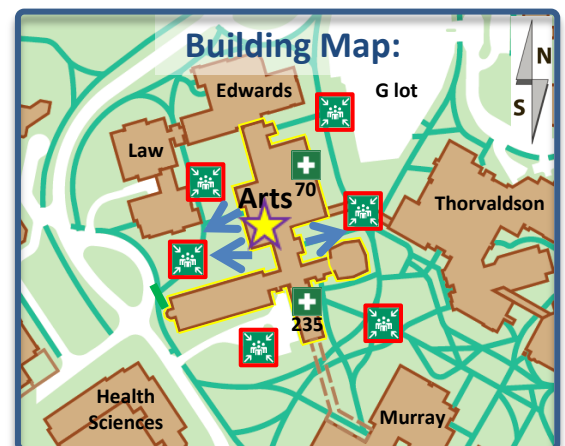 Building Map:
N
S
Edwards
G lot
Law
70
Arts
Thorvaldson
235
Health
Sciences
Murray